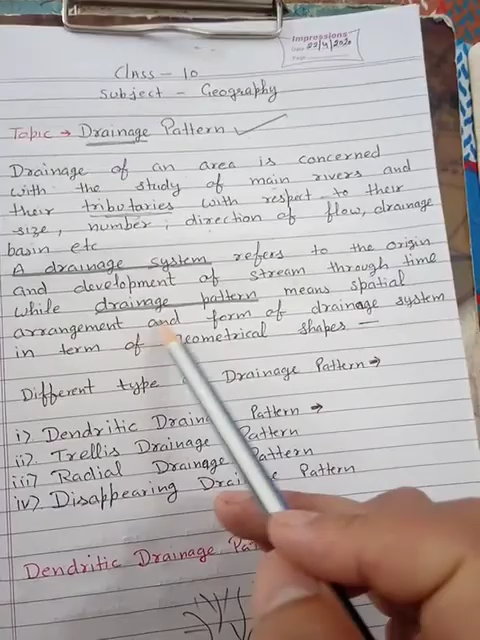 Impressions
Date 22/4/2020
Page
Class - 10
Subject - Geography
Topic → Drainage Pattern
Drainage of an area is concerned
with the study of main rivers and
their tributaries with respect to their
size, number, direction of flow, drainage
basin etc
A drainage system refers to the origin
and development of stream through time
while drainage pattern means spatial
arrangement and form of drainage system
in term of geometrical shapes —
Different type Drainage Pattern →
i) Dendritic Drain Pattern →
ii) Trellis Drainage Pattern
iii) Radial Drainage Pattern
iv) Disappearing Drainage Pattern
Dendritic Drainage